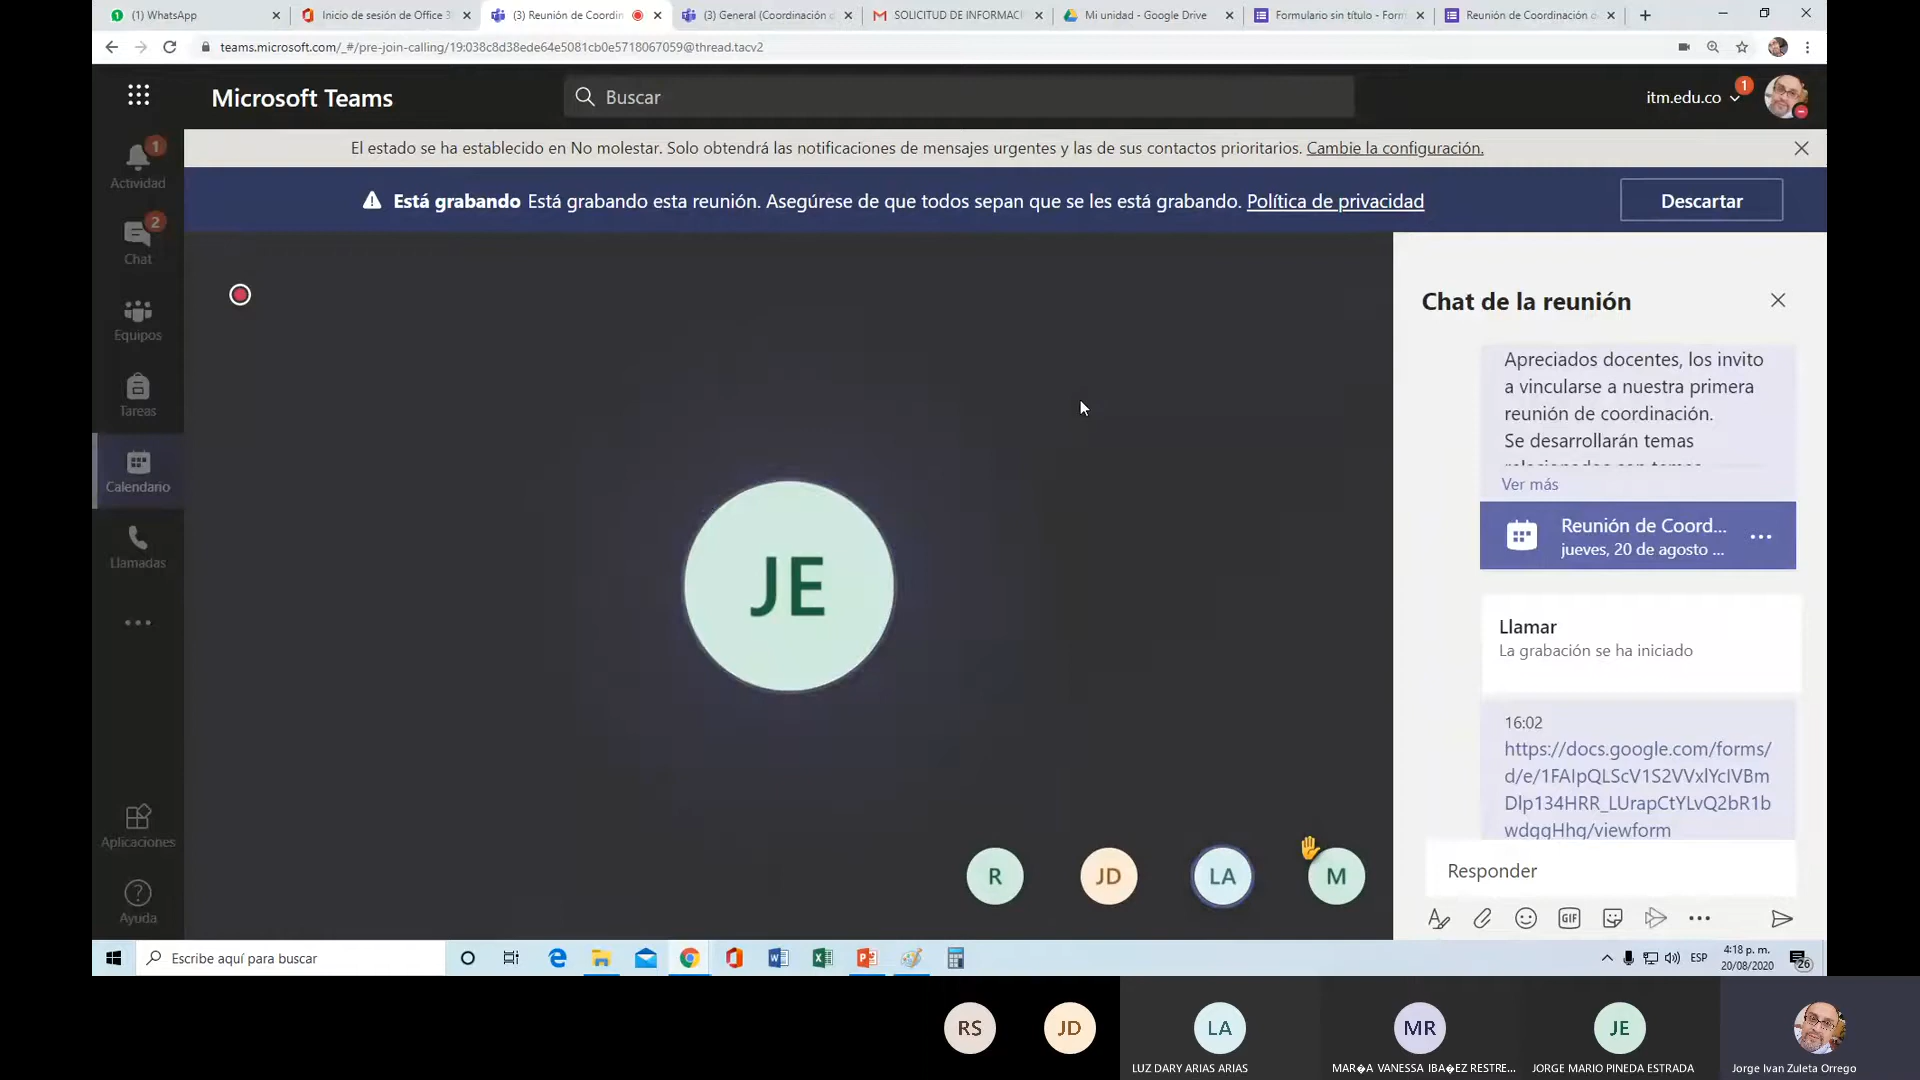 (1) WhatsApp
Inicio de sesión de Office 3
(3) Reunión de Coordin
(3) General (Coordinación d
SOLICITUD DE INFORMAC
Mi unidad - Google Drive
Formulario sin título - Form
Reunión de Coordinación d
teams.microsoft.com/_#/pre-join-calling/19:038c8d38ede64e5081cb0e5718067059@thread.tacv2
Microsoft Teams
Buscar
itm.edu.co
1
El estado se ha establecido en No molestar. Solo obtendrá las notificaciones de mensajes urgentes y las de sus contactos prioritarios. Cambie la configuración.
Está grabando Está grabando esta reunión. Asegúrese de que todos sepan que se les está grabando. Política de privacidad
Descartar
1
Actividad
2
Chat
Equipos
Tareas
Calendario
Llamadas
Aplicaciones
Ayuda
JE
R
JD
LA
M
Chat de la reunión
Apreciados docentes, los invito
a vincularse a nuestra primera
reunión de coordinación.
Se desarrollarán temas
Ver más
Reunión de Coord...
jueves, 20 de agosto ...
Llamar
La grabación se ha iniciado
16:02
https://docs.google.com/forms/
d/e/1FAIpQLScV1S2VVxlYcIVBm
Dlp134HRR_LUrapCtYLvQ2bR1b
wdqgHhg/viewform
Responder
GIF
Escribe aquí para buscar
ESP
4:18 p. m.
20/08/2020
26
RS
JD
LA
LUZ DARY ARIAS ARIAS
MR
MAR�A VANESSA IBA�EZ RESTRE...
JE
JORGE MARIO PINEDA ESTRADA
Jorge Ivan Zuleta Orrego